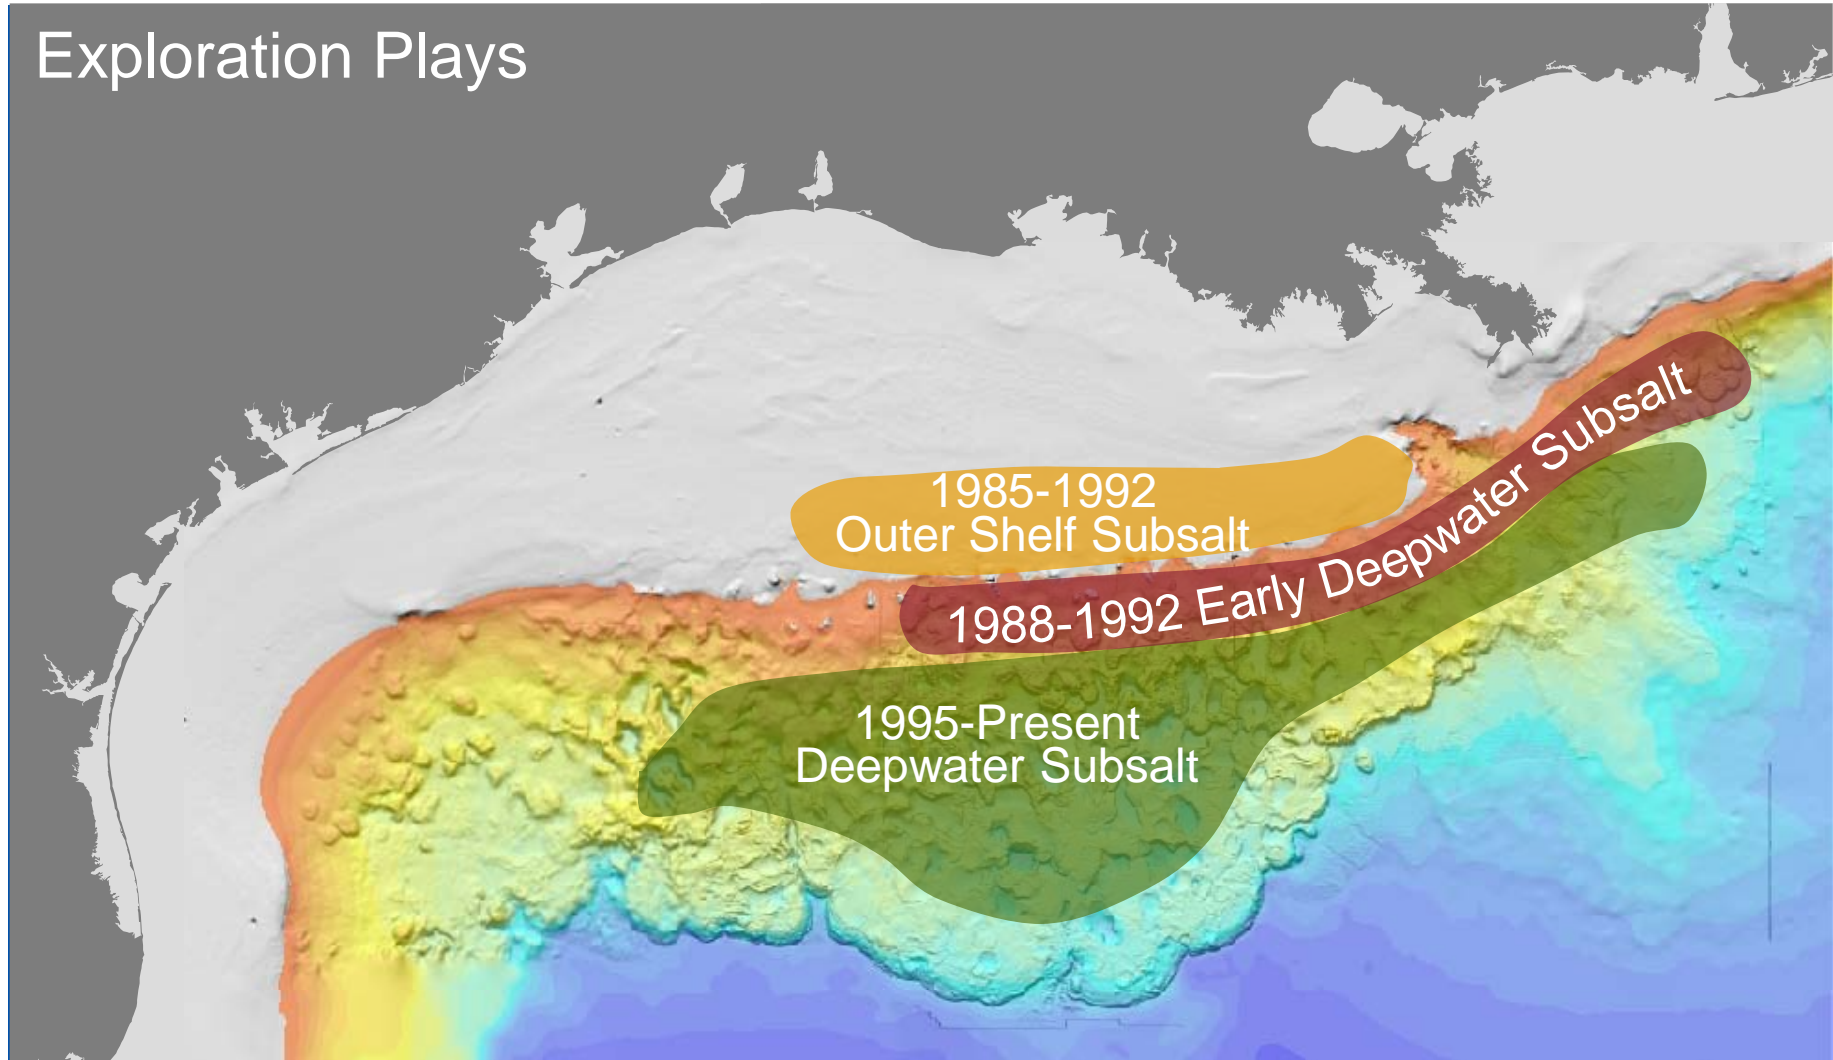 Exploration Plays
1985-1992
Outer Shelf Subsalt
1988-1992 Early Deepwater Subsalt
1995-Present
Deepwater Subsalt